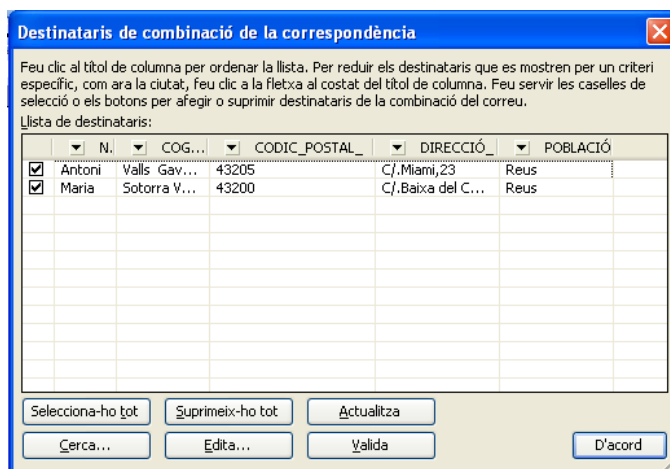 Destinataris de combinació de la correspondència
Feu clic al títol de columna per ordenar la llista. Per reduir els destinataris que es mostren per un criteri
específic, com ara la ciutat, feu clic a la fletxa al costat del títol de columna. Feu servir les caselles de
selecció o els botons per afegir o suprimir destinataris de la combinació del correu.
Llista de destinataris:
N. COG... CODIC_POSTAL_ DIRECCIÓ_ POBLACIÓ
Antoni Valls Gav... 43205 C/.Miami,23 Reus
Maria Sotorra V... 43200 C/.Baixa del C... Reus
Selecciona-ho tot Suprimeix-ho tot Actualitza
Cerca... Edita... Valida D'acord